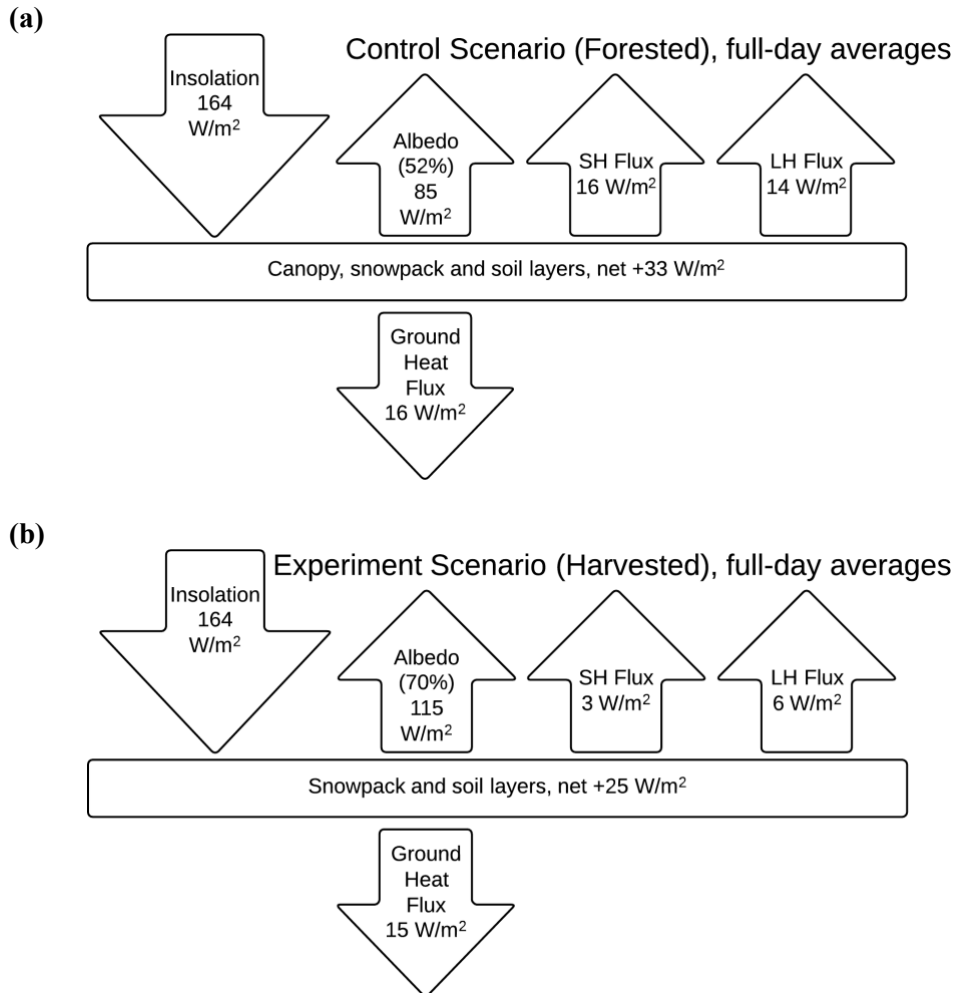 (a)
Control Scenario (Forested), full-day averages
Insolation
164
W/m²
Albedo
(52%)
85
W/m²
SH Flux
16 W/m²
LH Flux
14 W/m²
Canopy, snowpack and soil layers, net +33 W/m²
Ground
Heat
Flux
16 W/m²
(b)
Experiment Scenario (Harvested), full-day averages
Insolation
164
W/m²
Albedo
(70%)
115
W/m²
SH Flux
3 W/m²
LH Flux
6 W/m²
Snowpack and soil layers, net +25 W/m²
Ground
Heat
Flux
15 W/m²